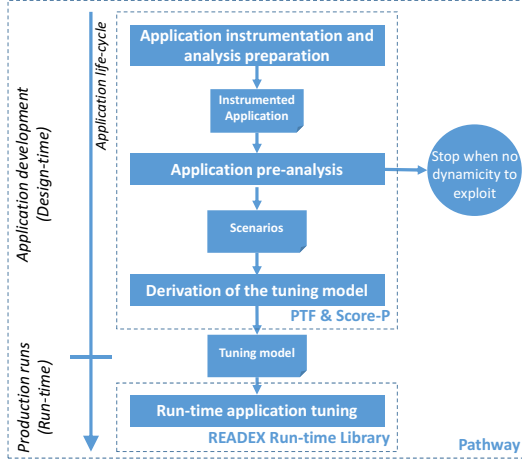 Application instrumentation and
analysis preparation
Instrumented
Application
Application pre-analysis
Stop when no
dynamicity to
exploit
Scenarios
Derivation of the tuning model
PTF & Score-P
Tuning model
Run-time application tuning
READEX Run-time Library
Pathway
Application life-cycle
Application development
(Design-time)
Production runs
(Run-time)